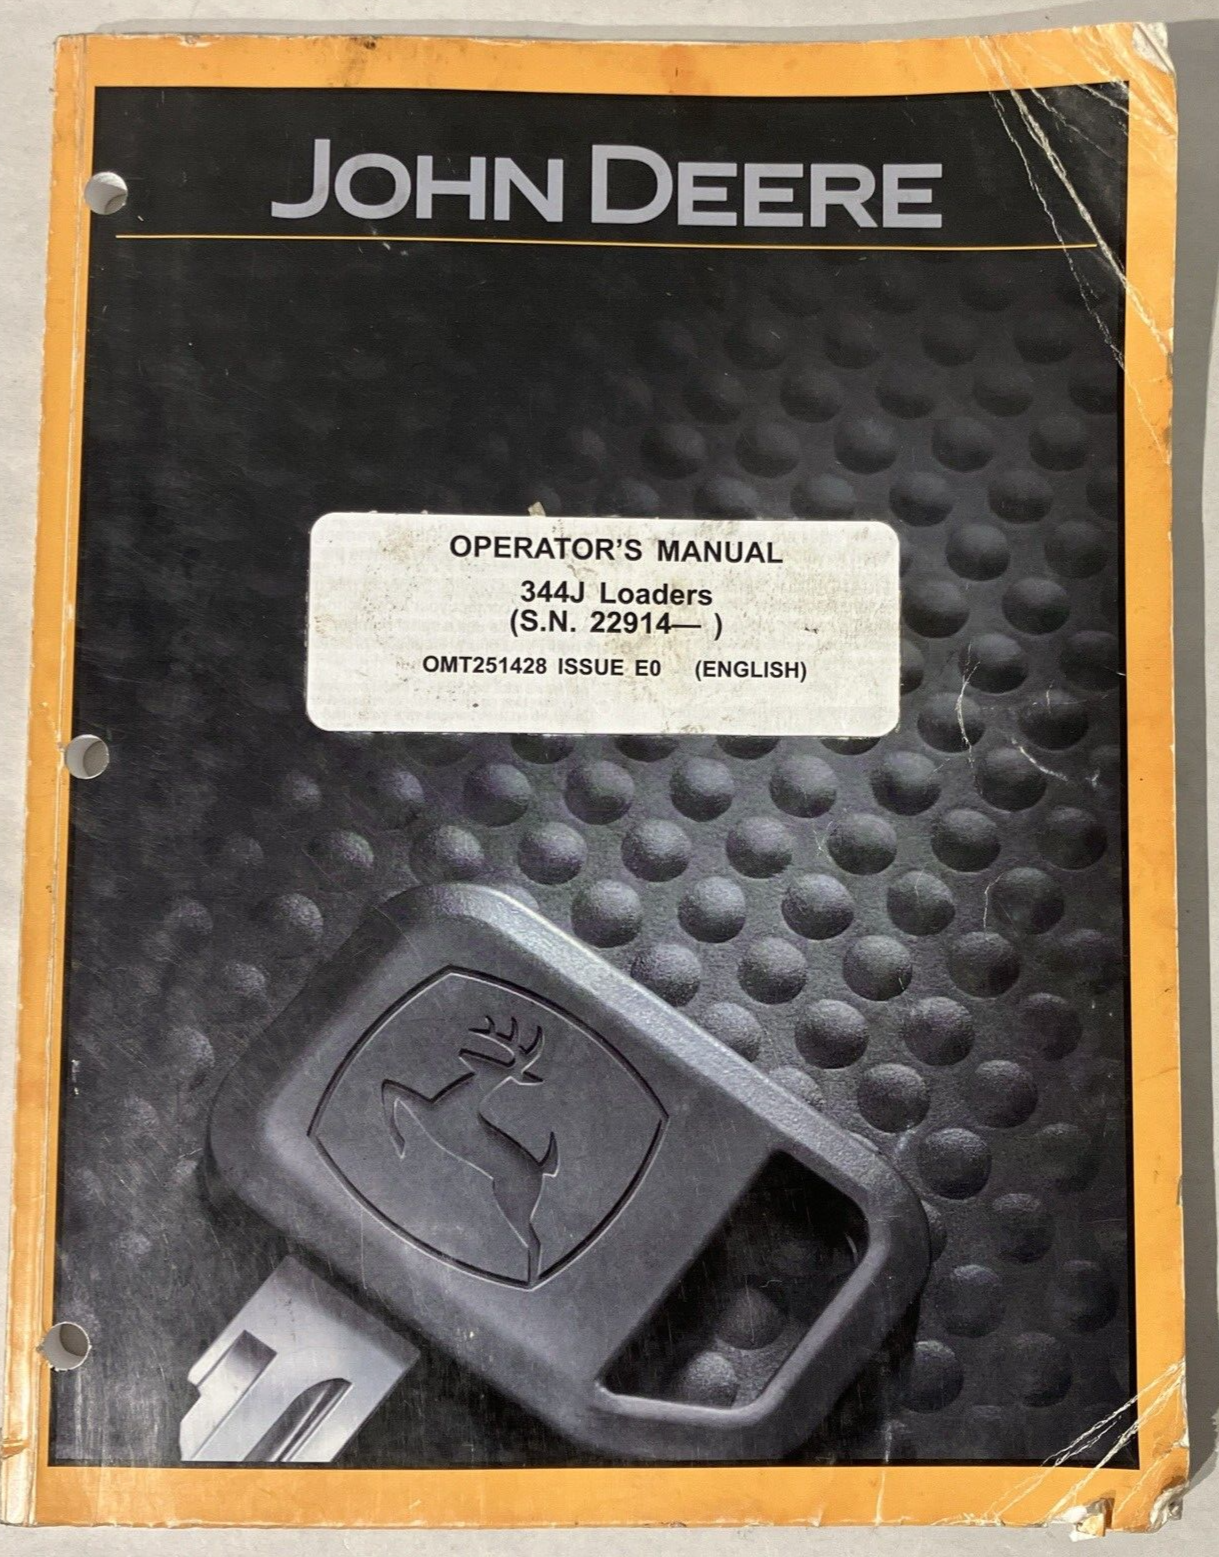 JOHN DEERE
OPERATOR'S MANUAL
344J Loaders
(S.N. 22914— )
OMT251428 ISSUE E0 (ENGLISH)